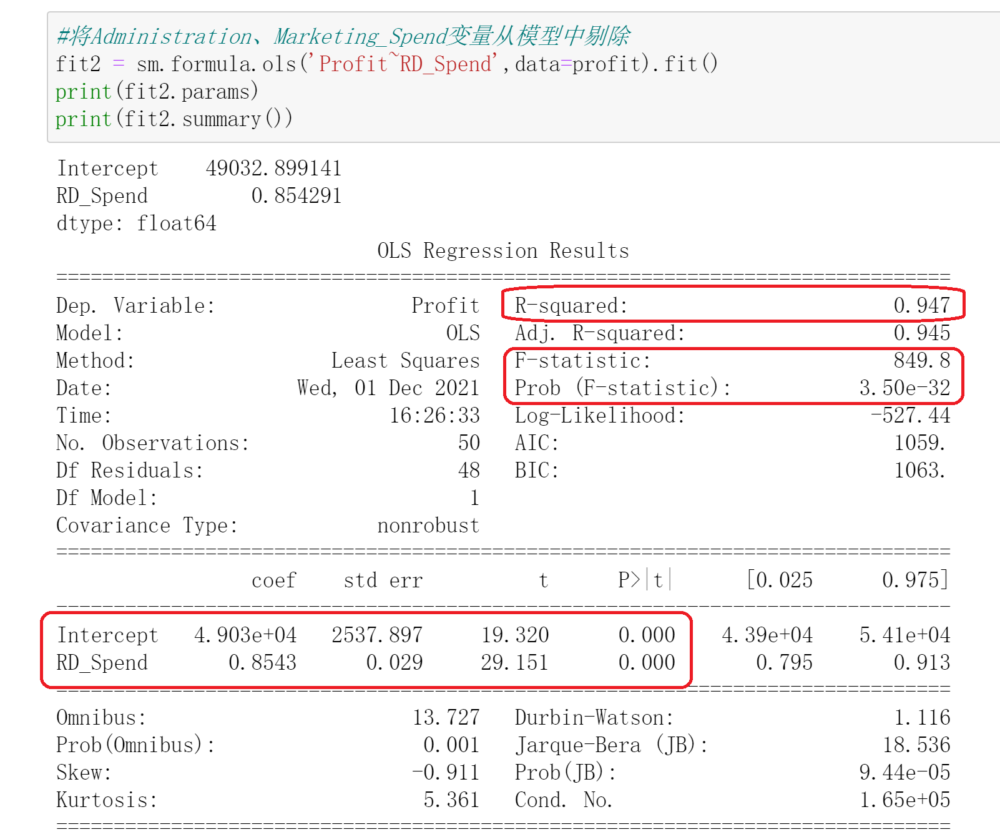 #将Administration、Marketing_Spend变量从模型中剔除
fit2 = sm.formula.ols('Profit~RD_Spend',data=profit).fit()
print(fit2.params)
print(fit2.summary())
Intercept    49032.899141
RD_Spend         0.854291
dtype: float64
                            OLS Regression Results
==============================================================================
Dep. Variable:                 Profit   R-squared:                       0.947
Model:                            OLS   Adj. R-squared:                  0.945
Method:                 Least Squares   F-statistic:                     849.8
Date:                Wed, 01 Dec 2021   Prob (F-statistic):           3.50e-32
Time:                        16:26:33   Log-Likelihood:                -527.44
No. Observations:                  50   AIC:                             1059.
Df Residuals:                      48   BIC:                             1063.
Df Model:                           1
Covariance Type:            nonrobust
==============================================================================
                 coef    std err          t      P>|t|      [0.025      0.975]
------------------------------------------------------------------------------
Intercept   4.903e+04   2537.897     19.320      0.000    4.39e+04    5.41e+04
RD_Spend       0.8543      0.029     29.151      0.000       0.795       0.913
==============================================================================
Omnibus:                       13.727   Durbin-Watson:                   1.116
Prob(Omnibus):                  0.001   Jarque-Bera (JB):               18.536
Skew:                          -0.911   Prob(JB):                     9.44e-05
Kurtosis:                       5.361   Cond. No.                     1.65e+05
==============================================================================